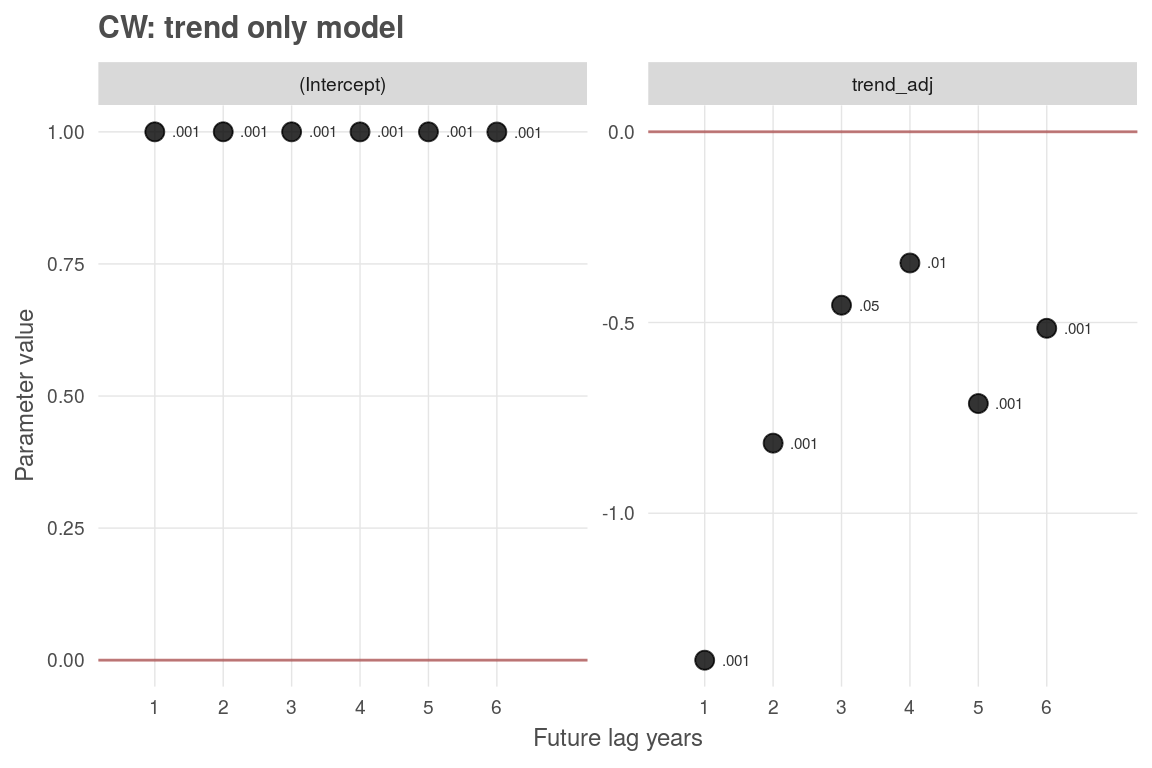 CW: trend only model
(Intercept)
trend_adj
1.00
0.75
0.50
0.25
0.00
.001 .001 .001 .001 .001 .001
0.0
-0.5
-1.0
.01
.05
.001
.001
.001
.001
1 2 3 4 5 6
1 2 3 4 5 6
Parameter value
Future lag years